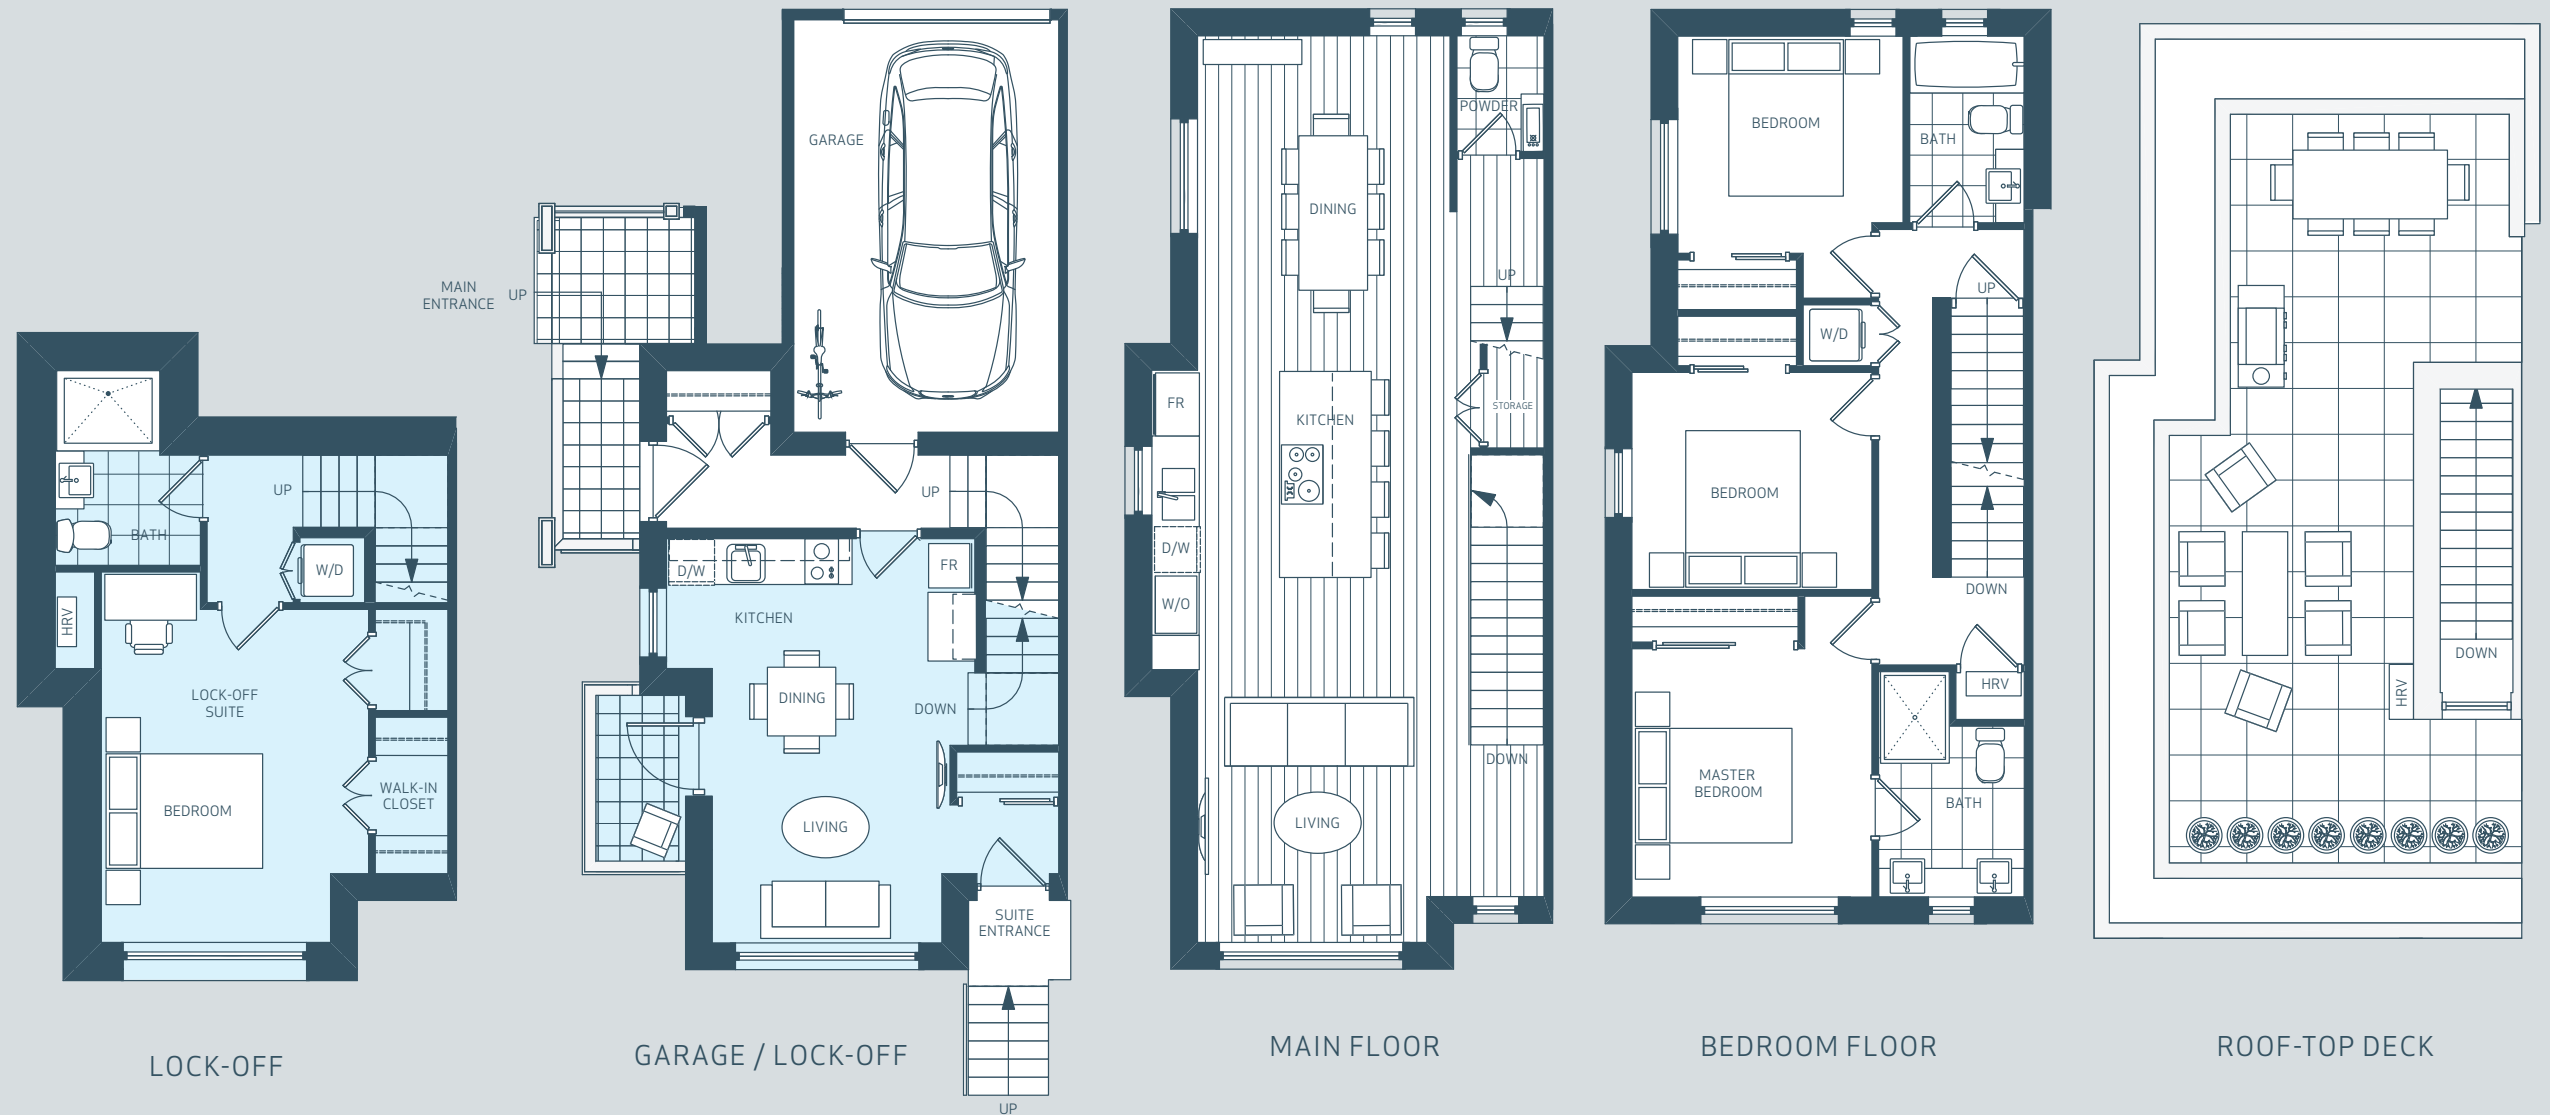 UP
BATH
W/D
HRV
LOCK-OFF
SUITE
BEDROOM
WALK-IN
CLOSET
LOCK-OFF
GARAGE
MAIN
ENTRANCE
UP
UP
D/W
FR
KITCHEN
DINING
DOWN
LIVING
SUITE
ENTRANCE
UP
GARAGE / LOCK-OFF
POWDER
DINING
UP
FR
KITCHEN
STORAGE
D/W
W/O
DOWN
LIVING
MAIN FLOOR
BEDROOM
BATH
UP
W/D
BEDROOM
DOWN
HRV
MASTER
BEDROOM
BATH
BEDROOM FLOOR
DOWN
HRV
ROOF-TOP DECK